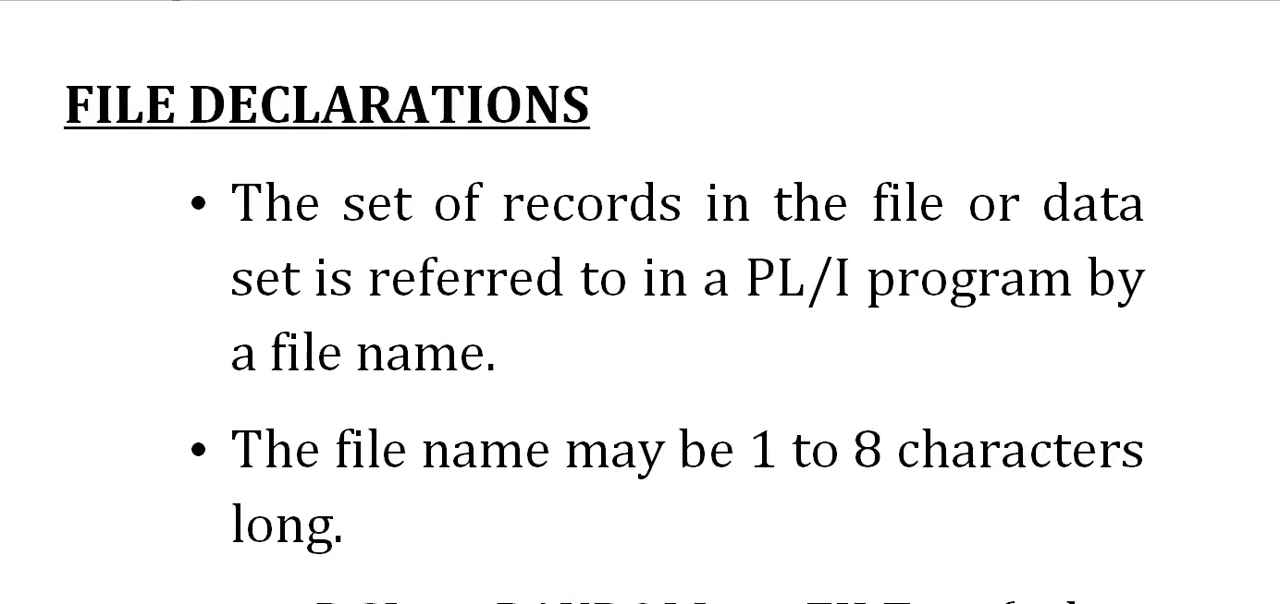 FILE DECLARATIONS
• The set of records in the file or data
set is referred to in a PL/I program by
a file name.
• The file name may be 1 to 8 characters
long.